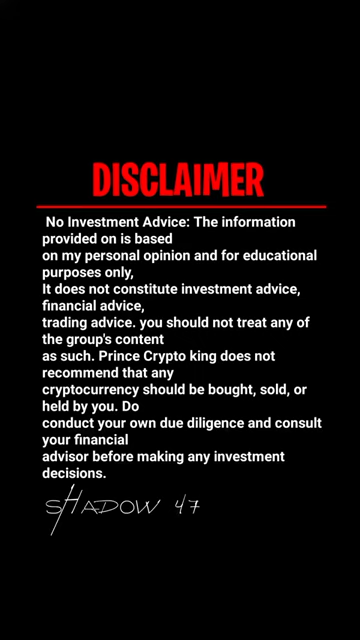 DISCLAIMER
No Investment Advice: The information
provided on is based
on my personal opinion and for educational
purposes only,
It does not constitute investment advice,
financial advice,
trading advice. you should not treat any of
the group's content
as such. Prince Crypto king does not
recommend that any
cryptocurrency should be bought, sold, or
held by you. Do
conduct your own due diligence and consult
your financial
advisor before making any investment
decisions.
SHADOW 47